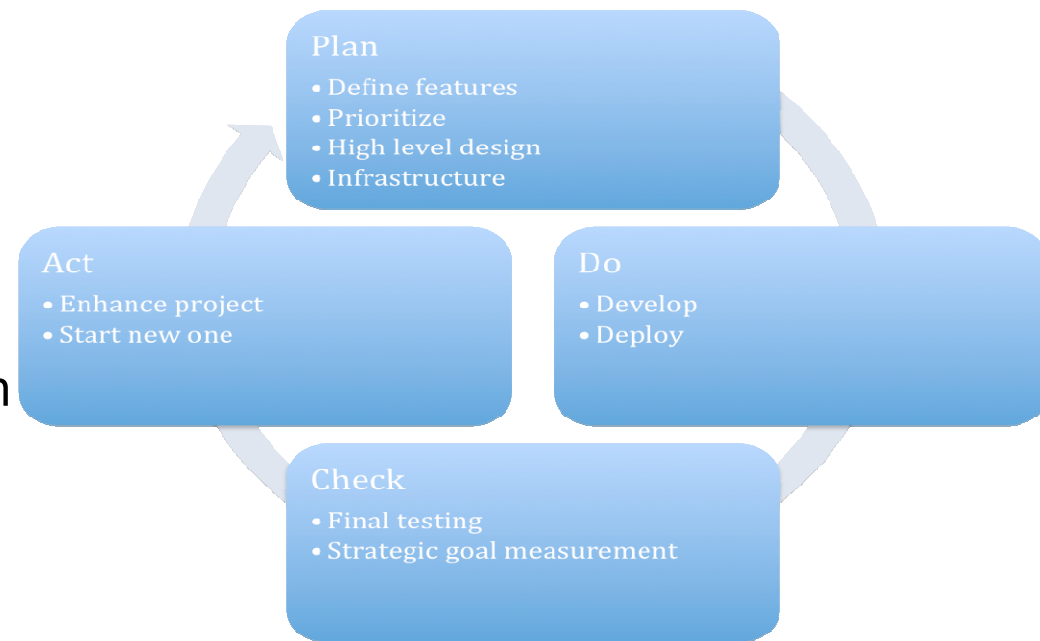 Plan
• Define features
• Prioritize
• High level design
• Infrastructure
Act
• Enhance project
• Start new one
n
Do
• Develop
• Deploy
Check
• Final testing
• Strategic goal measurement